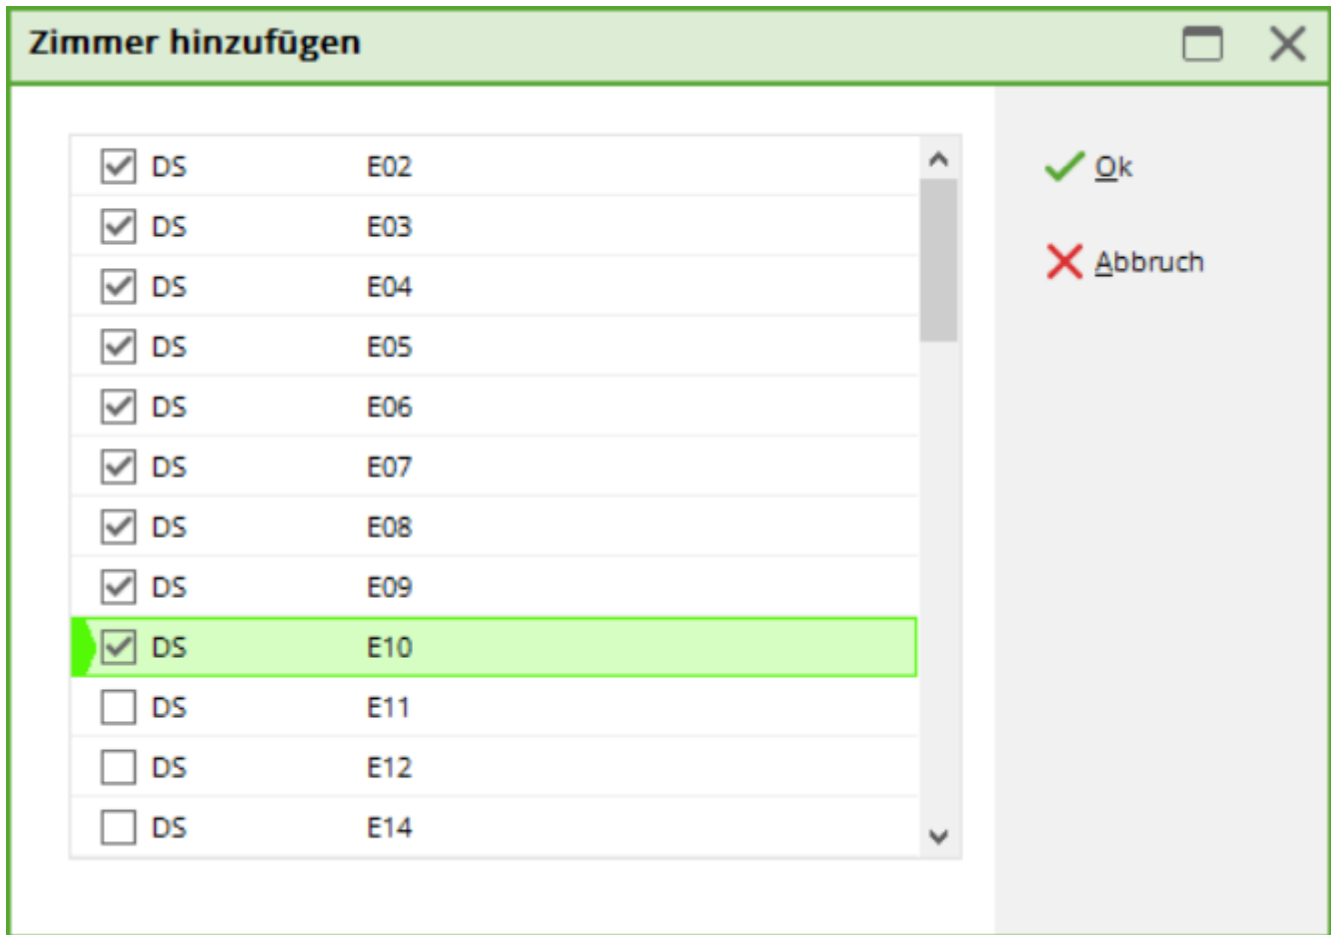 Zimmer hinzufügen
DS E02
DS E03
DS E04
DS E05
DS E06
DS E07
DS E08
DS E09
DS E10
DS E11
DS E12
DS E14
Ok
Abbruch